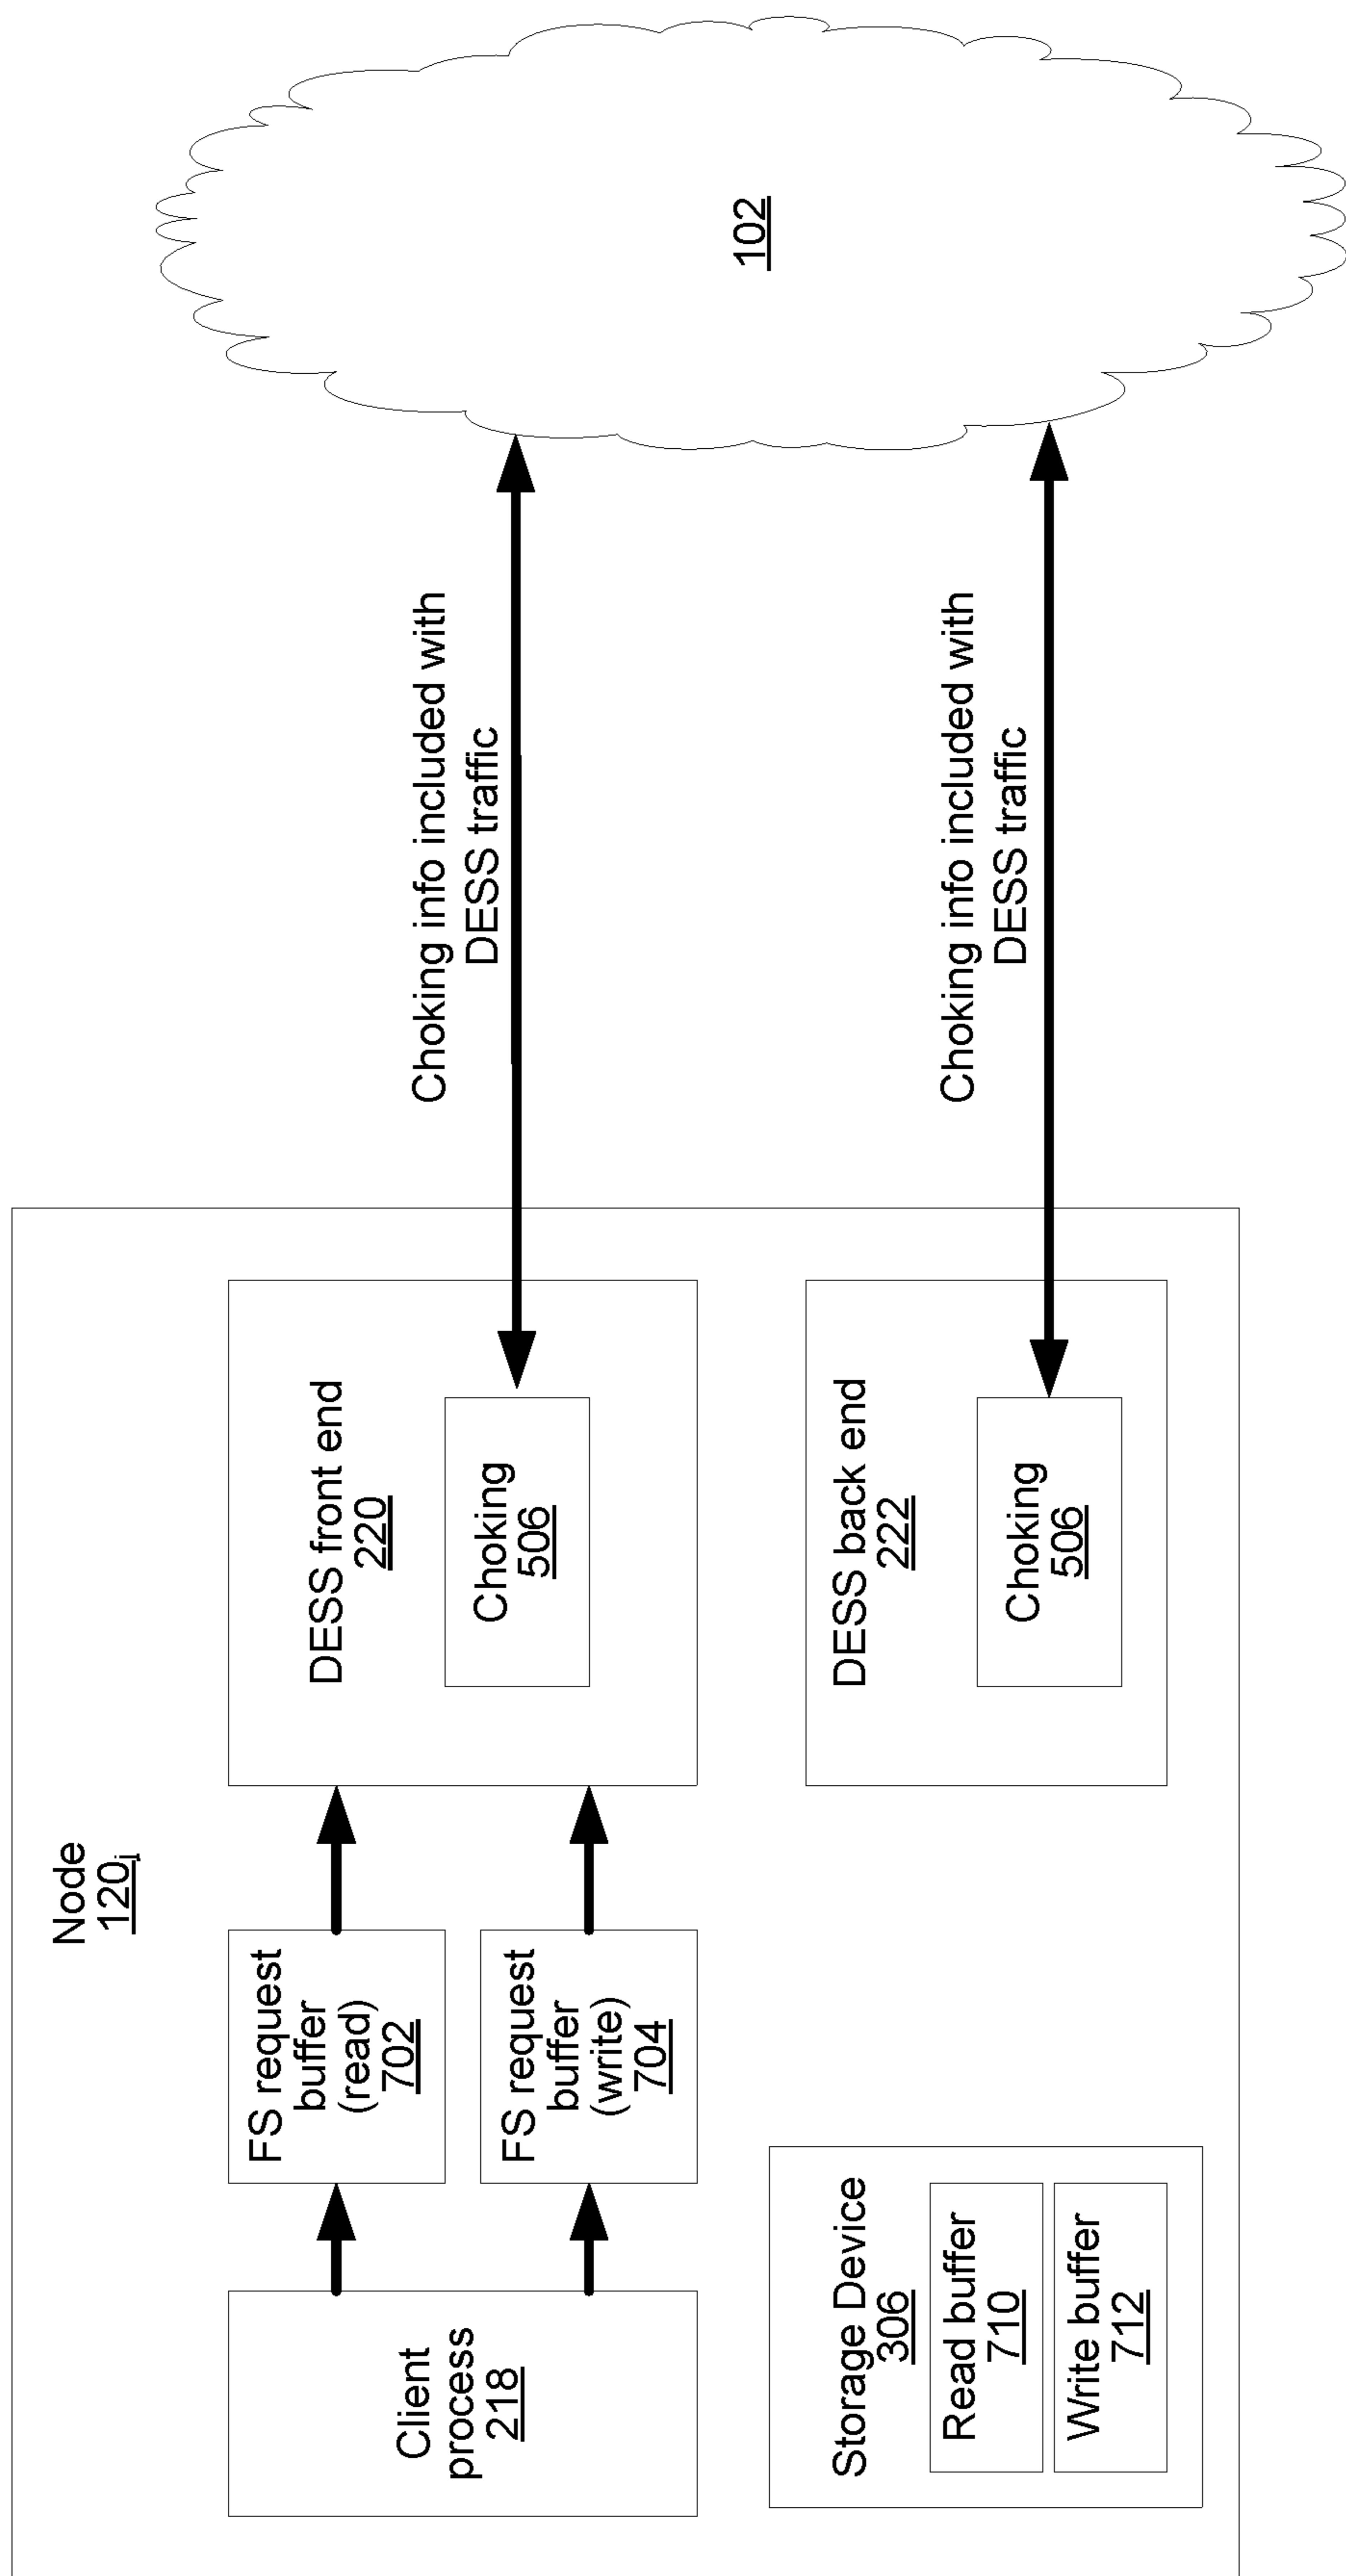 Node
120j
Client
process
218
FS request
buffer
(read)
702
FS request
buffer
(write)
704
DESS front end
220
Choking
506
Choking info included with
DESS traffic
102
Storage Device
306
Read buffer
710
Write buffer
712
DESS back end
222
Choking
506
Choking info included with
DESS traffic